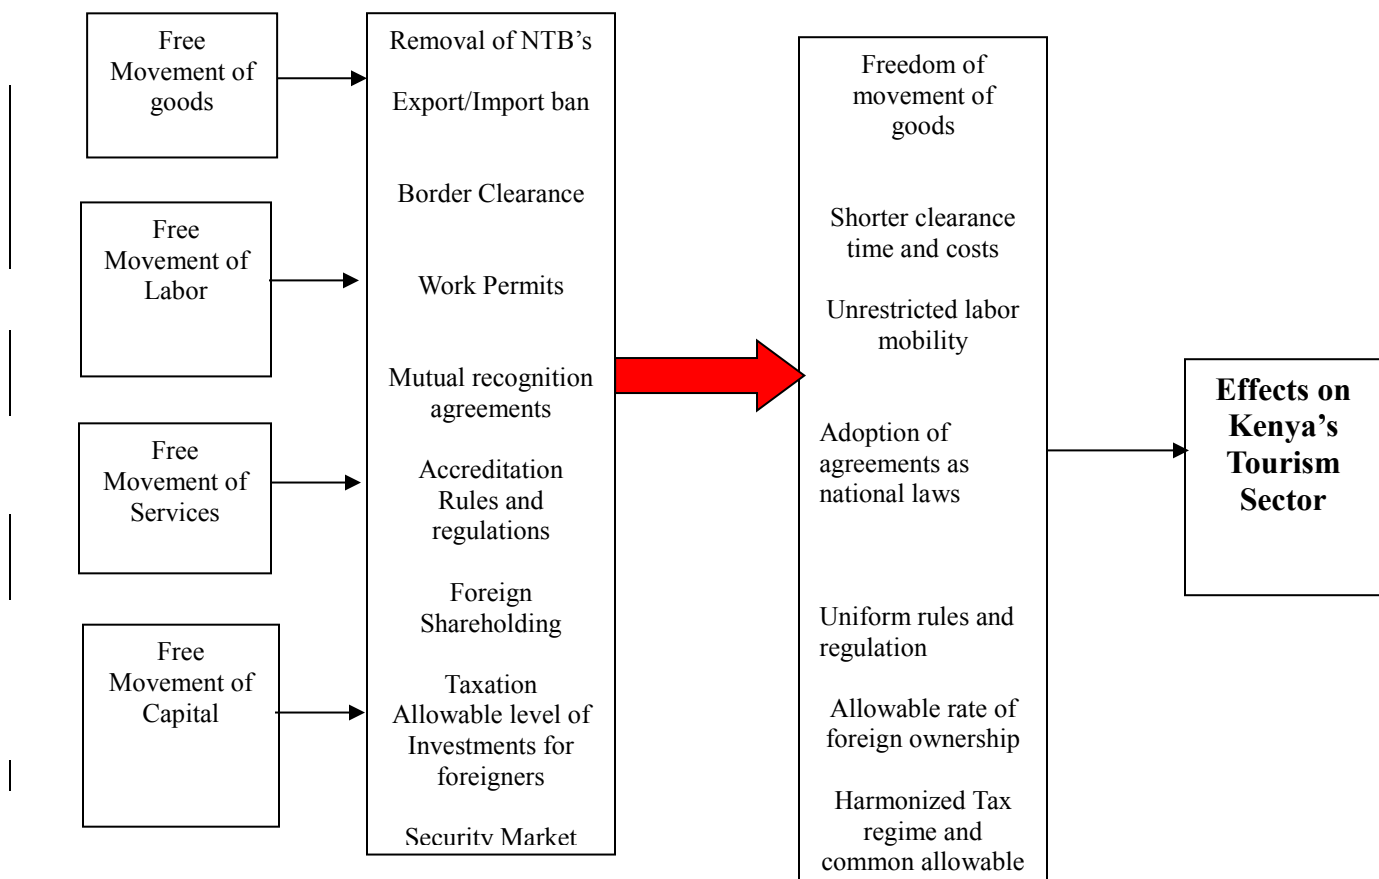 Free
Movement of
goods
Free
Movement of
Labor
Free
Movement of
Services
Free
Movement of
Capital
Removal of NTB’s
Export/Import ban
Border Clearance
Work Permits
Mutual recognition
agreements
Accreditation
Rules and
regulations
Foreign
Shareholding
Taxation
Allowable level of
Investments for
foreigners
Security Market
Freedom of
movement of
goods
Shorter clearance
time and costs
Unrestricted labor
mobility
Adoption of
agreements as
national laws
Uniform rules and
regulation
Allowable rate of
foreign ownership
Harmonized Tax
regime and
common allowable
Effects on
Kenya’s
Tourism
Sector